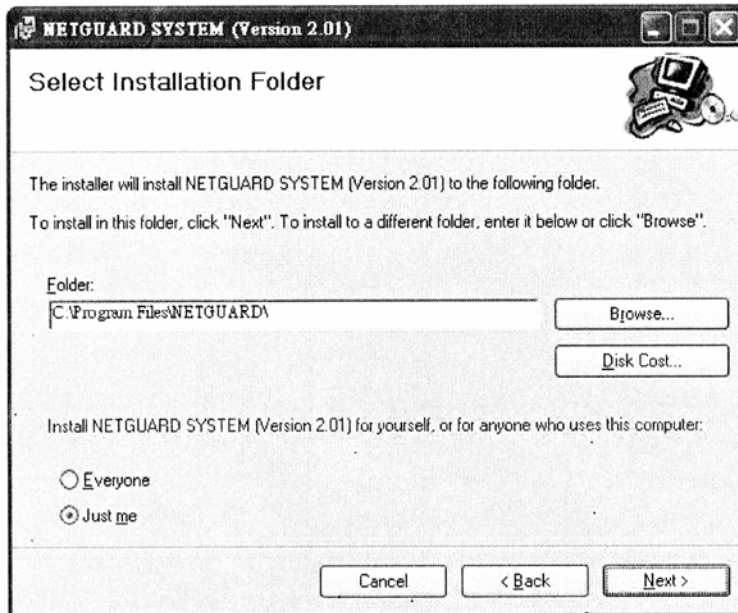 NETGUARD SYSTEM (Version 2.01)
Select Installation Folder
The installer will install NETGUARD SYSTEM (Version 2.01) to the following folder.
To install in this folder, click "Next". To install to a different folder, enter it below or click "Browse".
Folder:
C:\Program Files\NETGUARD\
Browse...
Disk Cost...
Install NETGUARD SYSTEM (Version 2.01) for yourself, or for anyone who uses this computer:
Everyone
Just me
Cancel
< Back
Next >